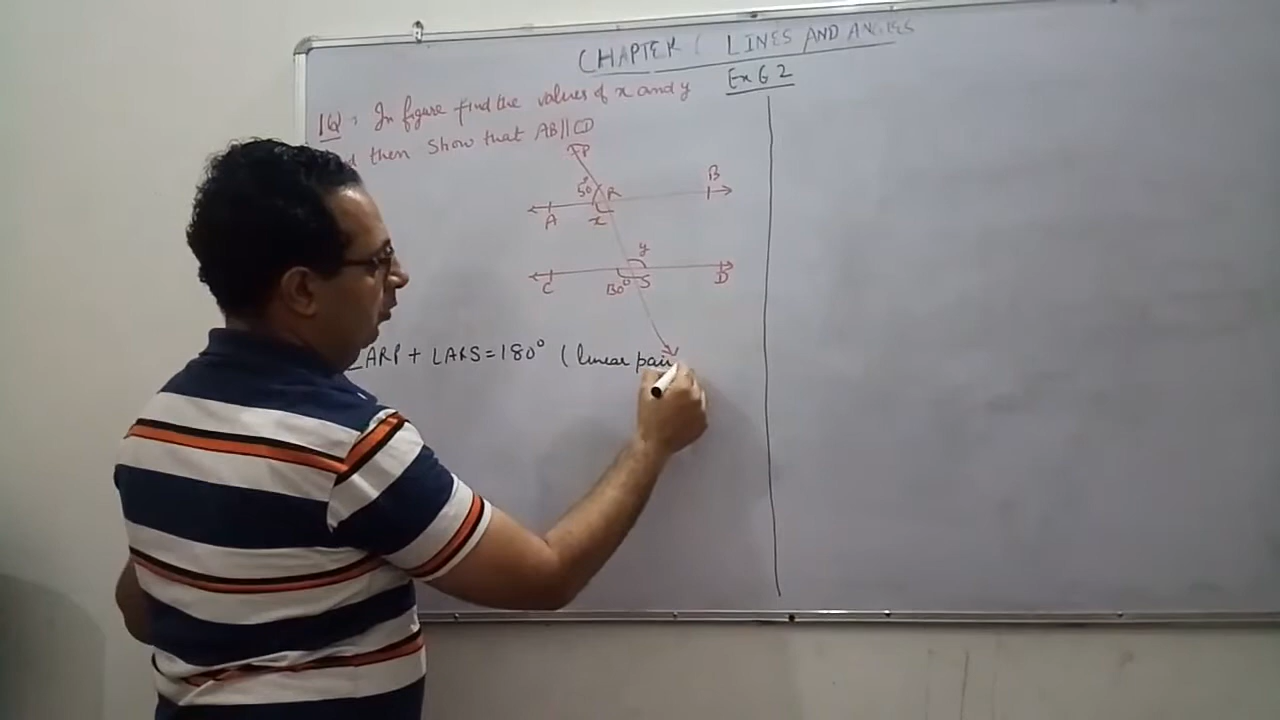 CHAPTER LINES AND ANGLES
Ex 6.2
1Q. In figure find the values of x and y
then show that AB||CD
P
50°
R
B
A
x
y
C
130°
S
D
∠ARP + ∠ARS = 180° (linear pair